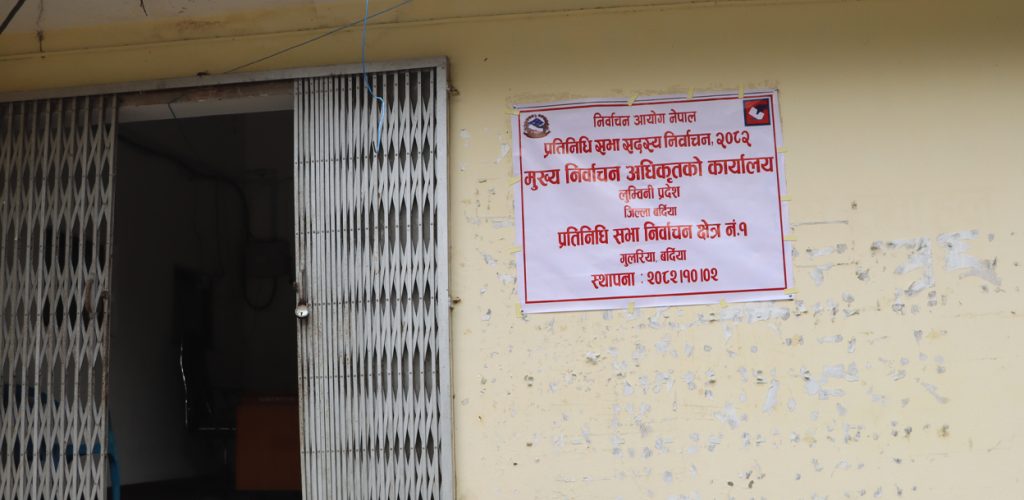 निर्वाचन आयोग नेपाल
प्रतिनिधि सभा सदस्य निर्वाचन, २०८२
मुख्य निर्वाचन अधिकृतको कार्यालय
लुम्बिनी प्रदेश
जिल्ला बर्दिया
प्रतिनिधि सभा निर्वाचन क्षेत्र नं.१
गुलरिया, बर्दिया
स्थापना : २०८२।१०।०२